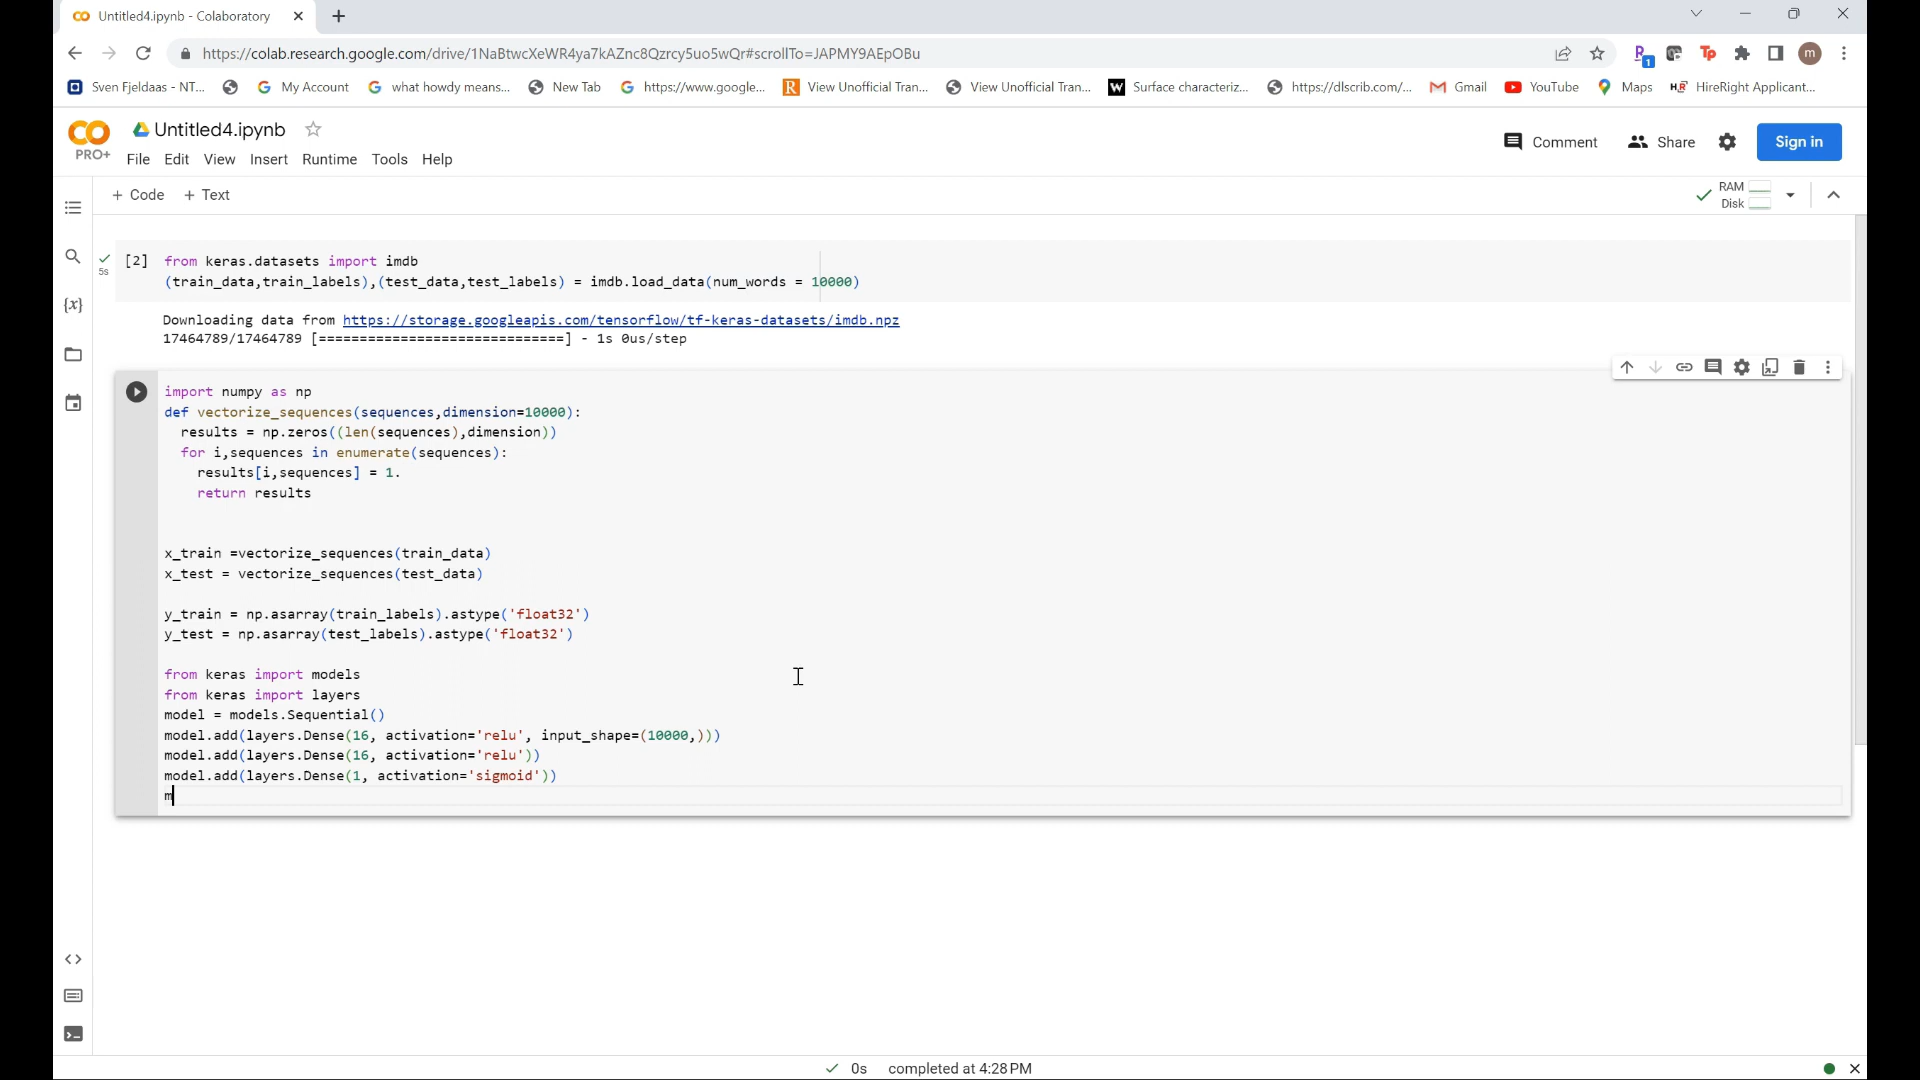 Untitled4.ipynb - Colaboratory
https://colab.research.google.com/drive/1NaBtwcXeWR4ya7kAZnc8Qzrcy5uo5wQr#scrollTo=JAPMY9AEpOBu
1
m
Sven Fjeldaas - NT...
My Account
what howdy means...
New Tab
https://www.google...
View Unofficial Tran...
View Unofficial Tran...
Surface characteriz...
https://dlscrib.com/...
Gmail
YouTube
Maps
HireRight Applicant...
PRO+
Untitled4.ipynb
File Edit View Insert Runtime Tools Help
Comment
Share
Sign in
+ Code + Text
RAM
Disk
{x}
5s
[2]
from keras.datasets import imdb
(train_data,train_labels),(test_data,test_labels) = imdb.load_data(num_words = 10000)
Downloading data from https://storage.googleapis.com/tensorflow/tf-keras-datasets/imdb.npz
17464789/17464789 [==============================] - 1s 0us/step
import numpy as np
def vectorize_sequences(sequences,dimension=10000):
  results = np.zeros((len(sequences),dimension))
  for i,sequences in enumerate(sequences):
    results[i,sequences] = 1.
    return results
x_train =vectorize_sequences(train_data)
x_test = vectorize_sequences(test_data)
y_train = np.asarray(train_labels).astype('float32')
y_test = np.asarray(test_labels).astype('float32')
from keras import models
from keras import layers
model = models.Sequential()
model.add(layers.Dense(16, activation='relu', input_shape=(10000,)))
model.add(layers.Dense(16, activation='relu'))
model.add(layers.Dense(1, activation='sigmoid'))
m
0s completed at 4:28 PM